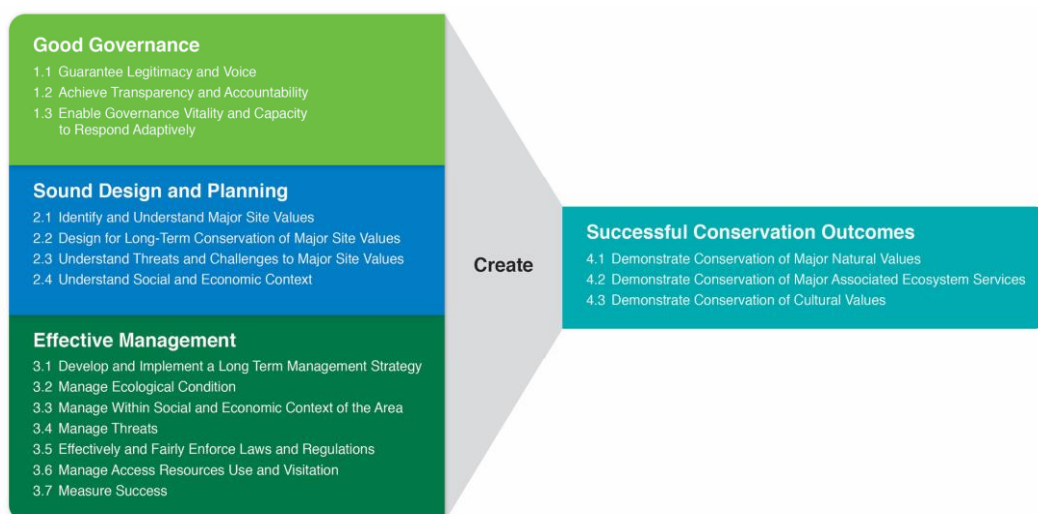 Good Governance
1.1 Guarantee Legitimacy and Voice
1.2 Achieve Transparency and Accountability
1.3 Enable Governance Vitality and Capacity
to Respond Adaptively
Sound Design and Planning
2.1 Identify and Understand Major Site Values
2.2 Design for Long-Term Conservation of Major Site Values
2.3 Understand Threats and Challenges to Major Site Values
2.4 Understand Social and Economic Context
Effective Management
3.1 Develop and Implement a Long Term Management Strategy
3.2 Manage Ecological Condition
3.3 Manage Within Social and Economic Context of the Area
3.4 Manage Threats
3.5 Effectively and Fairly Enforce Laws and Regulations
3.6 Manage Access Resources Use and Visitation
3.7 Measure Success
Create
Successful Conservation Outcomes
4.1 Demonstrate Conservation of Major Natural Values
4.2 Demonstrate Conservation of Major Associated Ecosystem Services
4.3 Demonstrate Conservation of Cultural Values